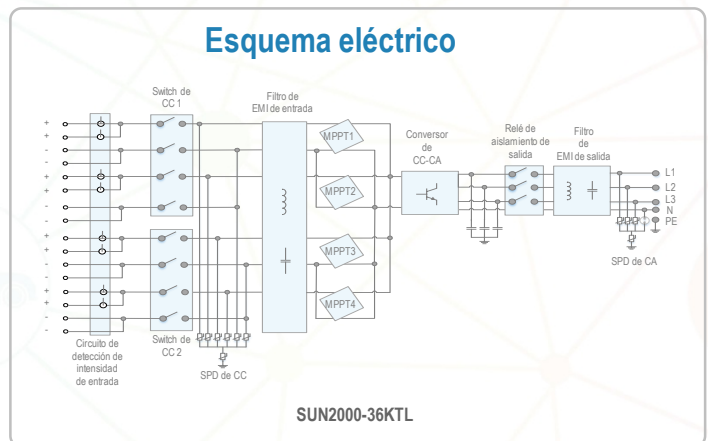 Esquema eléctrico
Switch de
CC 1
Filtro de
EMI de entrada
MPPT1
MPPT2
MPPT3
MPPT4
Conversor
de
CC-CA
Relé de
aislamiento de
salida
Filtro
de
EMI de salida
L1
L2
L3
N
PE
SPD de CA
+
+
-
-
+
+
-
-
+
+
-
-
+
+
-
-
Circuito de
detección de
intensidad
de entrada
Switch de
CC 2
SPD de CC
SUN2000-36KTL